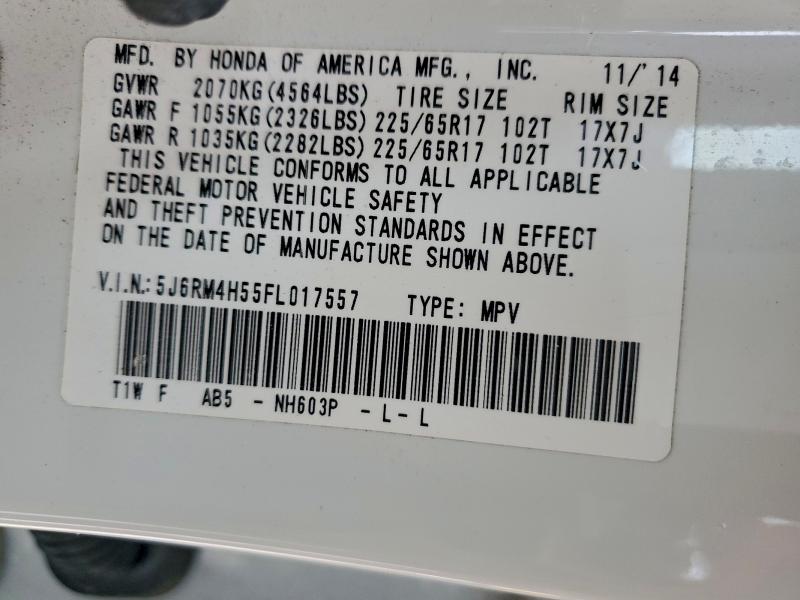 MFD. BY HONDA OF AMERICA MFG., INC. 11/'14
GVWR 2070KG(4564LBS) TIRE SIZE RIM SIZE
GAWR F 1055KG(2326LBS) 225/65R17 102T 17X7J
GAWR R 1035KG(2282LBS) 225/65R17 102T 17X7J
THIS VEHICLE CONFORMS TO ALL APPLICABLE
FEDERAL MOTOR VEHICLE SAFETY
AND THEFT PREVENTION STANDARDS IN EFFECT
ON THE DATE OF MANUFACTURE SHOWN ABOVE.
V.I.N.:5J6RM4H55FL017557 TYPE: MPV
T1W F AB5 - NH603P - L - L